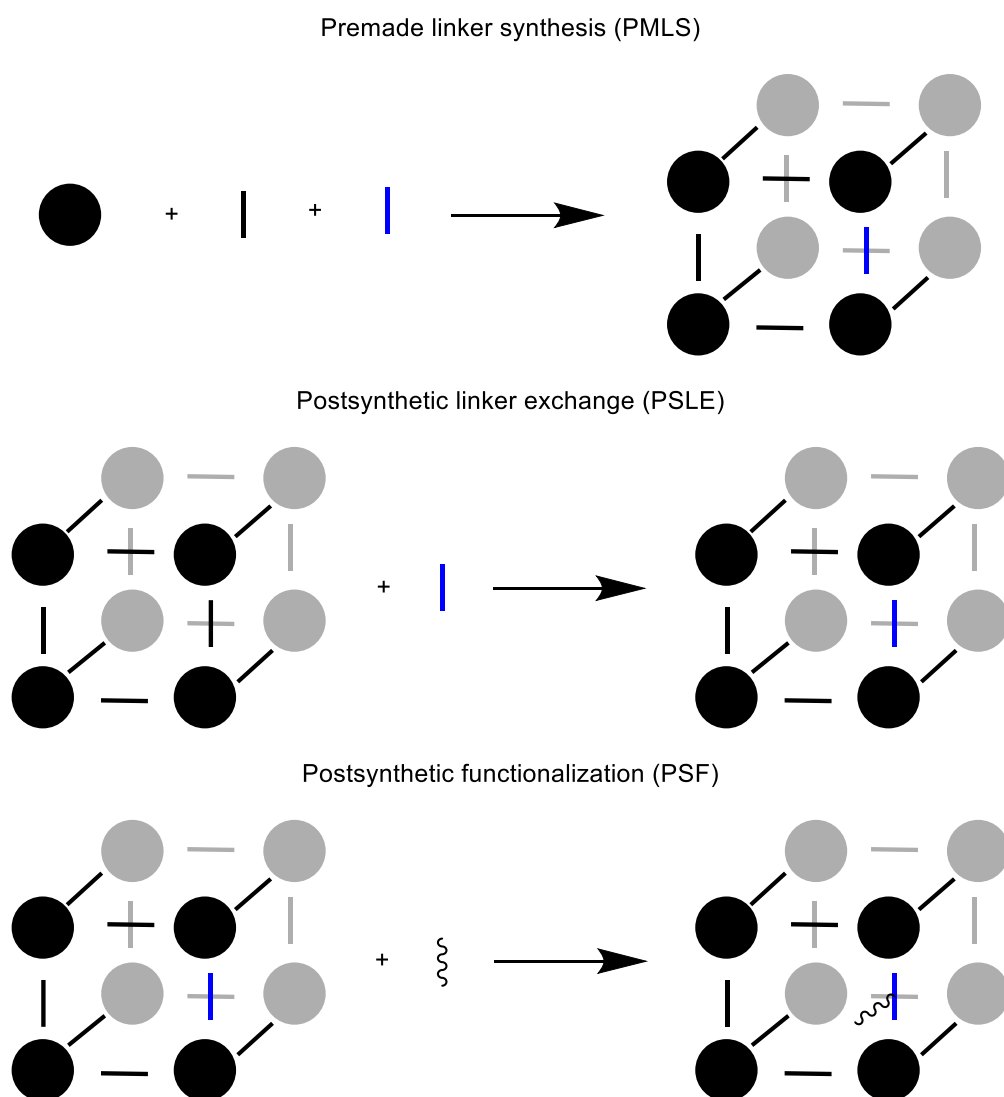 Premade linker synthesis (PMLS)
+ +
Postsynthetic linker exchange (PSLE)
+
Postsynthetic functionalization (PSF)
+